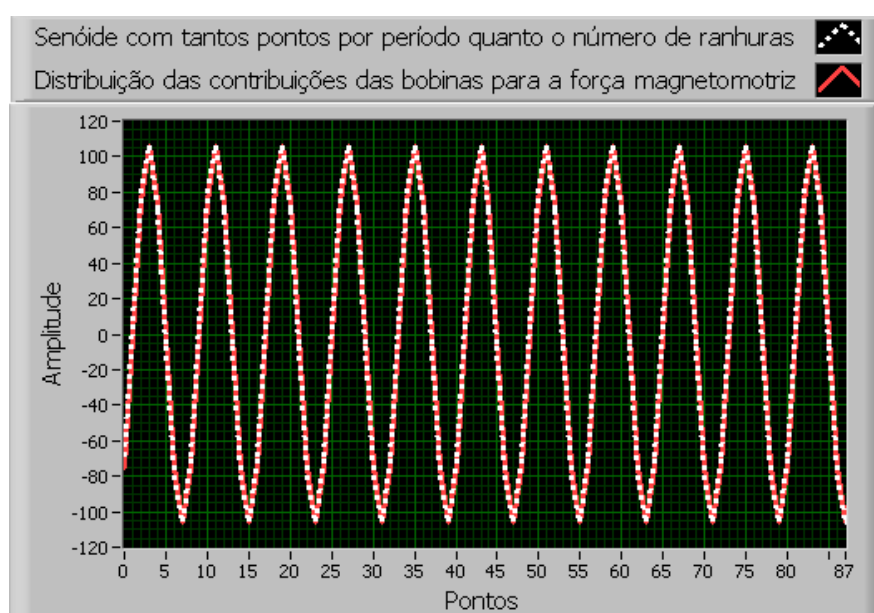 Senóide com tantos pontos por período quanto o número de ranhuras
Distribuição das contribuições das bobinas para a força magnetomotriz
120
100
80
60
40
20
0
-20
-40
-60
-80
-100
-120
Amplitude
0 5 10 15 20 25 30 35 40 45 50 55 60 65 70 75 80 87
Pontos